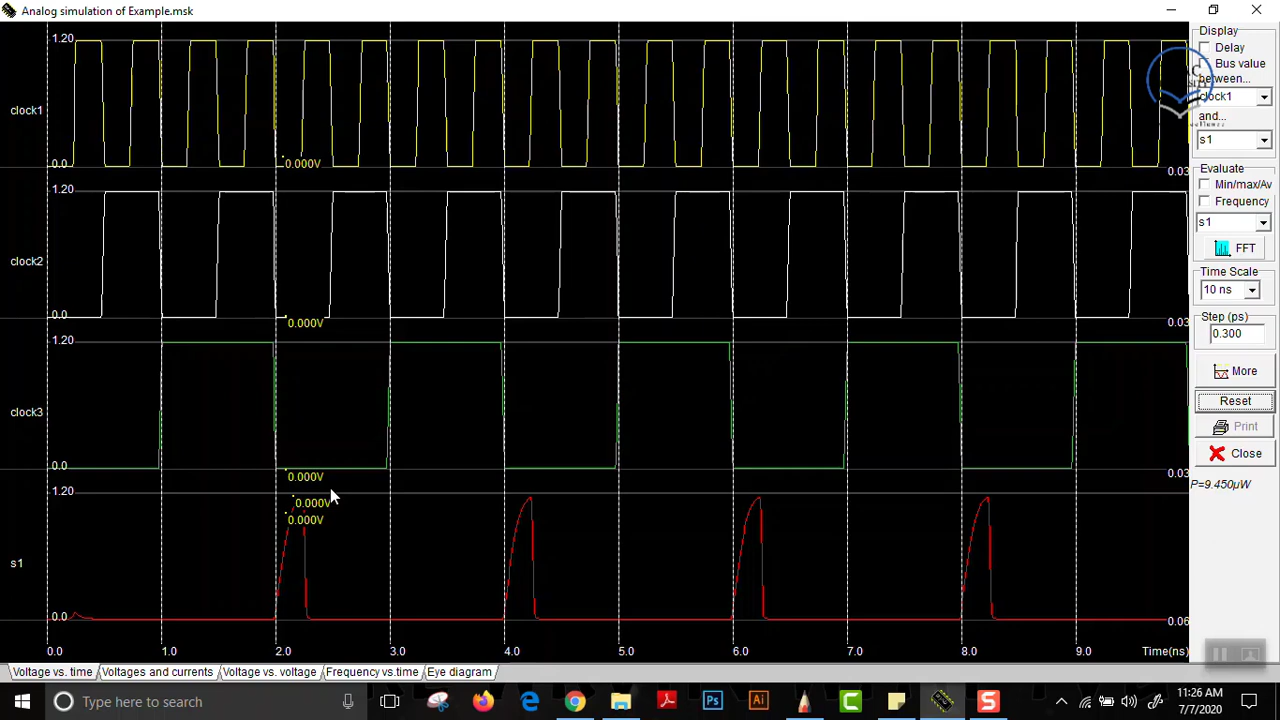 Analog simulation of Example.msk
Display
Delay
Bus value
between...
clock1
and...
s1
Evaluate
Min/max/Av
Frequency
s1
FFT
Time Scale
10 ns
Step (ps)
0.300
More
Reset
Print
Close
P=9.450µW
1.20
clock1
0.0
0.000V
0.03
1.20
clock2
0.0
0.000V
0.03
1.20
clock3
0.0
0.000V
0.03
1.20
0.000V
0.000V
s1
0.0
0.06
0.0 1.0 2.0 3.0 4.0 5.0 6.0 7.0 8.0 9.0 Time(ns)
Voltage vs. time Voltages and currents Voltage vs. voltage Frequency vs.time Eye diagram
Type here to search
Ps
Ai
C
S
11:26 AM
7/7/2020